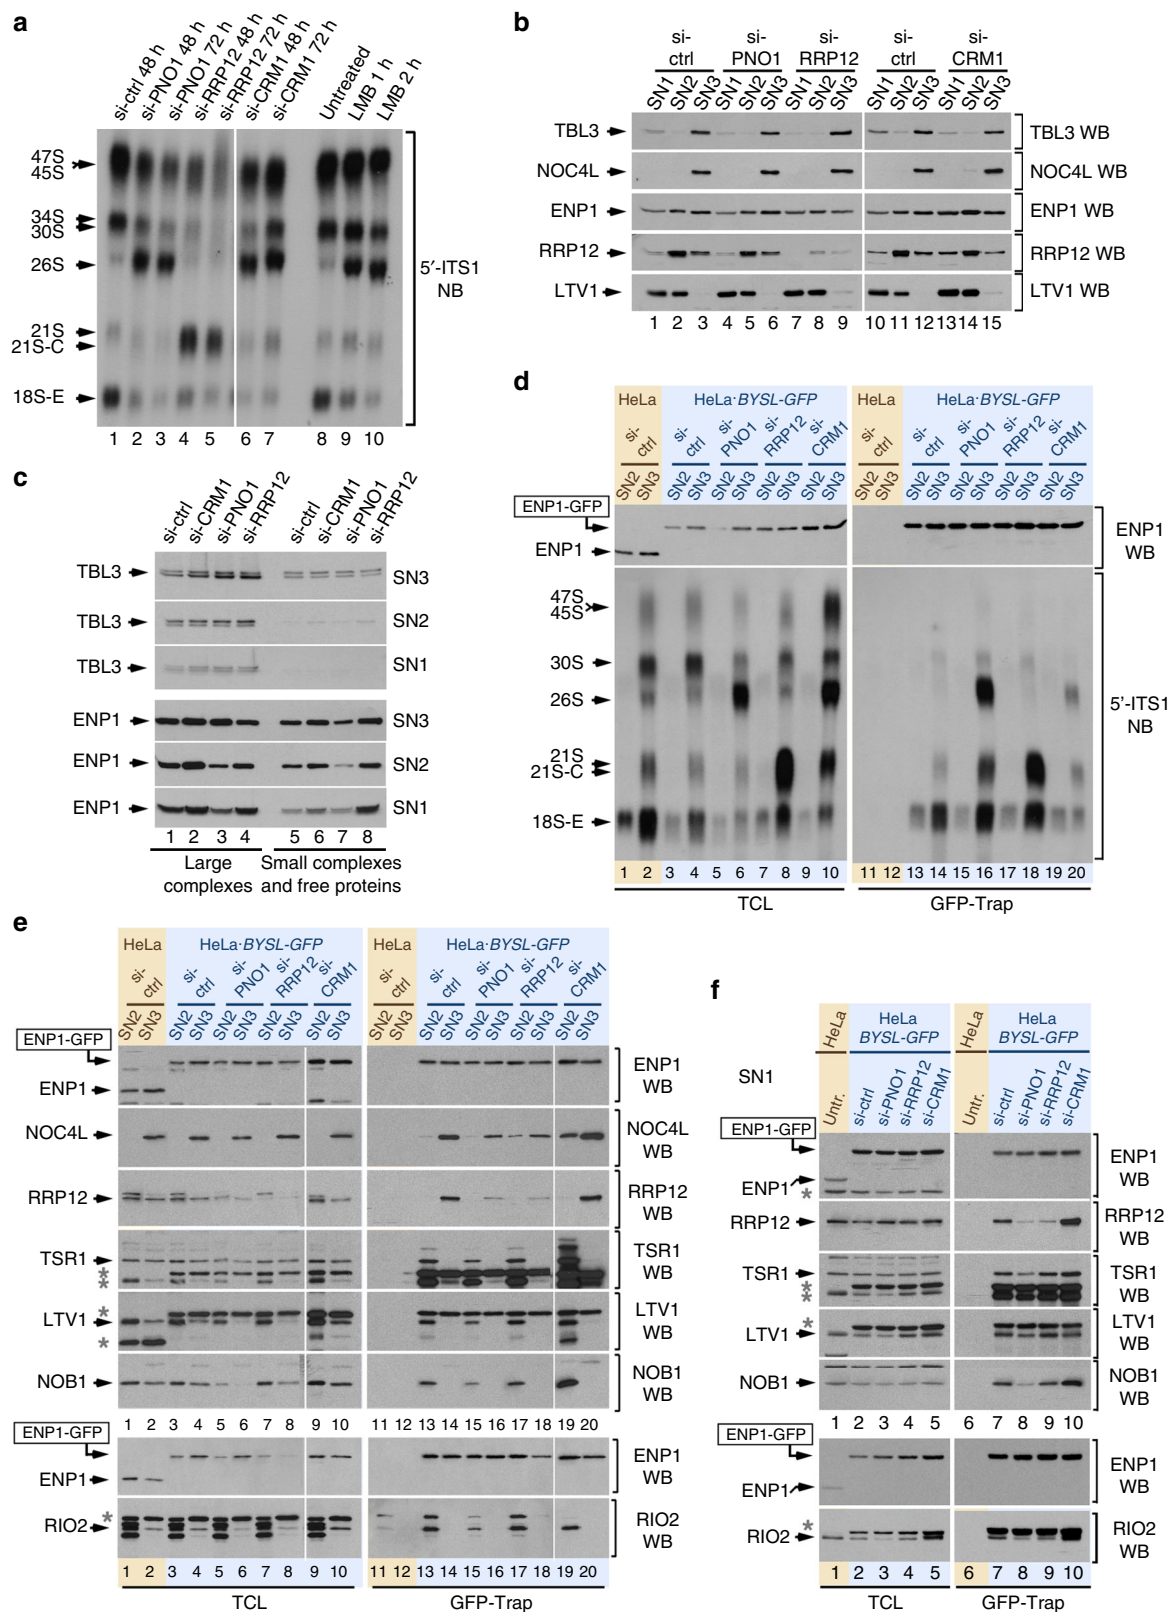 a
si-ctrl 48 h
si-PNO1 48 h
si-PNO1 72 h
si-RRP12 48 h
si-RRP12 72 h
si-CRM1 48 h
si-CRM1 72 h
Untreated
LMB 1 h
LMB 2 h
47S
45S
34S
30S
26S
21S
21S-C
18S-E
5′-ITS1
NB
1 2 3 4 5 6 7 8 9 10
b
si-ctrl si-PNO1 si-RRP12 si-ctrl si-CRM1
SN1 SN2 SN3 SN1 SN2 SN3 SN1 SN2 SN3 SN1 SN2 SN3 SN1 SN2 SN3
TBL3 TBL3 WB
NOC4L NOC4L WB
ENP1 ENP1 WB
RRP12 RRP12 WB
LTV1 LTV1 WB
1 2 3 4 5 6 7 8 9 10 11 12 13 14 15
c
si-ctrl si-CRM1 si-PNO1 si-RRP12 si-ctrl si-CRM1 si-PNO1 si-RRP12
TBL3 SN3
TBL3 SN2
TBL3 SN1
ENP1 SN3
ENP1 SN2
ENP1 SN1
1 2 3 4 5 6 7 8
Large complexes
Small complexes and free proteins
d
HeLa HeLa·BYSL-GFP HeLa HeLa·BYSL-GFP
si-ctrl si-ctrl si-PNO1 si-RRP12 si-CRM1 si-ctrl si-ctrl si-PNO1 si-RRP12 si-CRM1
SN2 SN3 SN2 SN3 SN2 SN3 SN2 SN3 SN2 SN3 SN2 SN3 SN2 SN3 SN2 SN3 SN2 SN3 SN2 SN3
ENP1-GFP
ENP1
ENP1
WB
47S
45S
30S
26S
21S
21S-C
18S-E
5′-ITS1
NB
1 2 3 4 5 6 7 8 9 10 11 12 13 14 15 16 17 18 19 20
TCL GFP-Trap
e
HeLa HeLa·BYSL-GFP HeLa HeLa·BYSL-GFP
si-ctrl si-ctrl si-PNO1 si-RRP12 si-CRM1 si-ctrl si-ctrl si-PNO1 si-RRP12 si-CRM1
SN2 SN3 SN2 SN3 SN2 SN3 SN2 SN3 SN2 SN3 SN2 SN3 SN2 SN3 SN2 SN3 SN2 SN3 SN2 SN3
ENP1-GFP
ENP1 ENP1 WB
NOC4L NOC4L WB
RRP12 RRP12 WB
TSR1 TSR1 WB
*
*
*
LTV1 LTV1 WB
*
NOB1 NOB1 WB
1 2 3 4 5 6 7 8 9 10 11 12 13 14 15 16 17 18 19 20
ENP1-GFP
ENP1 ENP1 WB
*
RIO2 RIO2 WB
1 2 3 4 5 6 7 8 9 10 11 12 13 14 15 16 17 18 19 20
TCL GFP-Trap
f
SN1
HeLa HeLa BYSL-GFP HeLa HeLa BYSL-GFP
Untr. si-ctrl si-PNO1 si-RRP12 si-CRM1 Untr. si-ctrl si-PNO1 si-RRP12 si-CRM1
ENP1-GFP
ENP1 ENP1 WB
*
RRP12 RRP12 WB
TSR1 TSR1 WB
*
*
*
LTV1 LTV1 WB
NOB1 NOB1 WB
1 2 3 4 5 6 7 8 9 10
ENP1-GFP
ENP1 ENP1 WB
*
RIO2 RIO2 WB
1 2 3 4 5 6 7 8 9 10
TCL GFP-Trap